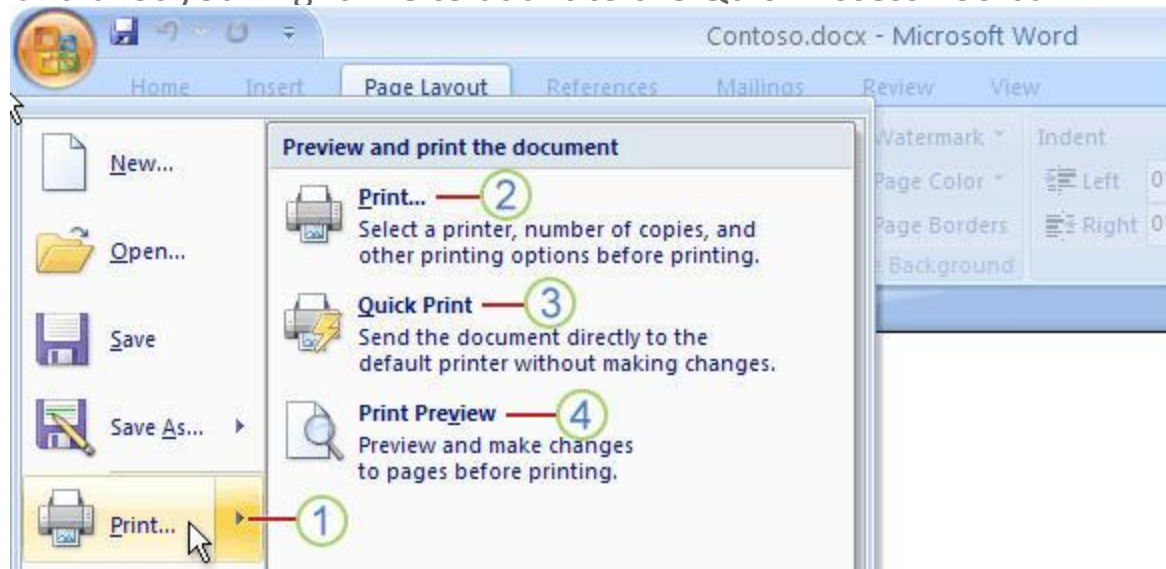 Contoso.docx - Microsoft Word
Home Insert Page Layout References Mailings Review View
Preview and print the document
New...
Print... 2
Select a printer, number of copies, and
other printing options before printing.
Open...
Quick Print 3
Send the document directly to the
default printer without making changes.
Save
Print Preview 4
Preview and make changes
to pages before printing.
Save As...
Print... 1
Watermark Indent
Page Color Left 0
Page Borders Right 0
Background